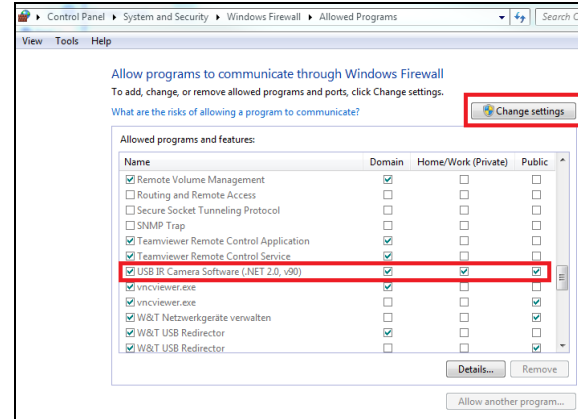 Control Panel ▸ System and Security ▸ Windows Firewall ▸ Allowed Programs
Search C
View Tools Help
Allow programs to communicate through Windows Firewall
To add, change, or remove allowed programs and ports, click Change settings.
What are the risks of allowing a program to communicate?
Change settings
Allowed programs and features:
Name Domain Home/Work (Private) Public
Remote Volume Management
Routing and Remote Access
Secure Socket Tunneling Protocol
SNMP Trap
Teamviewer Remote Control Application
Teamviewer Remote Control Service
USB IR Camera Software (.NET 2.0, v90)
vncviewer.exe
vncviewer.exe
W&T Netzwerkgeräte verwalten
W&T USB Redirector
W&T USB Redirector
Details... Remove
Allow another program...